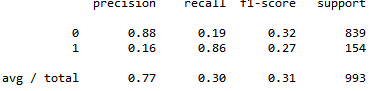 precision recall f1-score support
0 0.88 0.19 0.32 839
1 0.16 0.86 0.27 154
avg / total 0.77 0.30 0.31 993